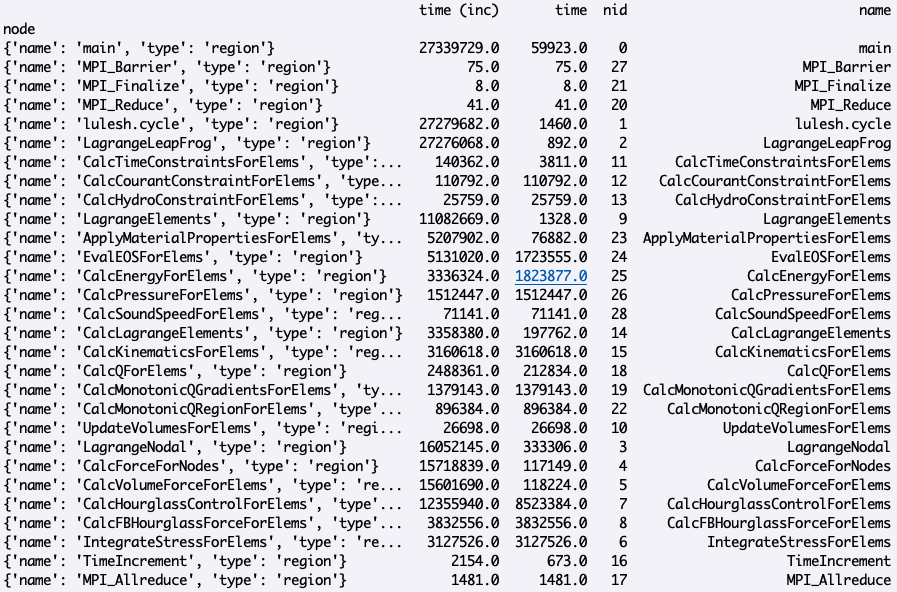 time (inc) time nid name
node
{'name': 'main', 'type': 'region'} 27339729.0 59923.0 0 main
{'name': 'MPI_Barrier', 'type': 'region'} 75.0 75.0 27 MPI_Barrier
{'name': 'MPI_Finalize', 'type': 'region'} 8.0 8.0 21 MPI_Finalize
{'name': 'MPI_Reduce', 'type': 'region'} 41.0 41.0 20 MPI_Reduce
{'name': 'lulesh.cycle', 'type': 'region'} 27279682.0 1460.0 1 lulesh.cycle
{'name': 'LagrangeLeapFrog', 'type': 'region'} 27276068.0 892.0 2 LagrangeLeapFrog
{'name': 'CalcTimeConstraintsForElems', 'type':... 140362.0 3811.0 11 CalcTimeConstraintsForElems
{'name': 'CalcCourantConstraintForElems', 'type... 110792.0 110792.0 12 CalcCourantConstraintForElems
{'name': 'CalcHydroConstraintForElems', 'type':... 25759.0 25759.0 13 CalcHydroConstraintForElems
{'name': 'LagrangeElements', 'type': 'region'} 11082669.0 1328.0 9 LagrangeElements
{'name': 'ApplyMaterialPropertiesForElems', 'ty... 5207902.0 76882.0 23 ApplyMaterialPropertiesForElems
{'name': 'EvalEOSForElems', 'type': 'region'} 5131020.0 1723555.0 24 EvalEOSForElems
{'name': 'CalcEnergyForElems', 'type': 'region'} 3336324.0 1823877.0 25 CalcEnergyForElems
{'name': 'CalcPressureForElems', 'type': 'region'} 1512447.0 1512447.0 26 CalcPressureForElems
{'name': 'CalcSoundSpeedForElems', 'type': 'reg... 71141.0 71141.0 28 CalcSoundSpeedForElems
{'name': 'CalcLagrangeElements', 'type': 'region'} 3358380.0 197762.0 14 CalcLagrangeElements
{'name': 'CalcKinematicsForElems', 'type': 'reg... 3160618.0 3160618.0 15 CalcKinematicsForElems
{'name': 'CalcQForElems', 'type': 'region'} 2488361.0 212834.0 18 CalcQForElems
{'name': 'CalcMonotonicQGradientsForElems', 'ty... 1379143.0 1379143.0 19 CalcMonotonicQGradientsForElems
{'name': 'CalcMonotonicQRegionForElems', 'type'... 896384.0 896384.0 22 CalcMonotonicQRegionForElems
{'name': 'UpdateVolumesForElems', 'type': 'regi... 26698.0 26698.0 10 UpdateVolumesForElems
{'name': 'LagrangeNodal', 'type': 'region'} 16052145.0 333306.0 3 LagrangeNodal
{'name': 'CalcForceForNodes', 'type': 'region'} 15718839.0 117149.0 4 CalcForceForNodes
{'name': 'CalcVolumeForceForElems', 'type': 're... 15601690.0 118224.0 5 CalcVolumeForceForElems
{'name': 'CalcHourglassControlForElems', 'type'... 12355940.0 8523384.0 7 CalcHourglassControlForElems
{'name': 'CalcFBHourglassForceForElems', 'type'... 3832556.0 3832556.0 8 CalcFBHourglassForceForElems
{'name': 'IntegrateStressForElems', 'type': 're... 3127526.0 3127526.0 6 IntegrateStressForElems
{'name': 'TimeIncrement', 'type': 'region'} 2154.0 673.0 16 TimeIncrement
{'name': 'MPI_Allreduce', 'type': 'region'} 1481.0 1481.0 17 MPI_Allreduce